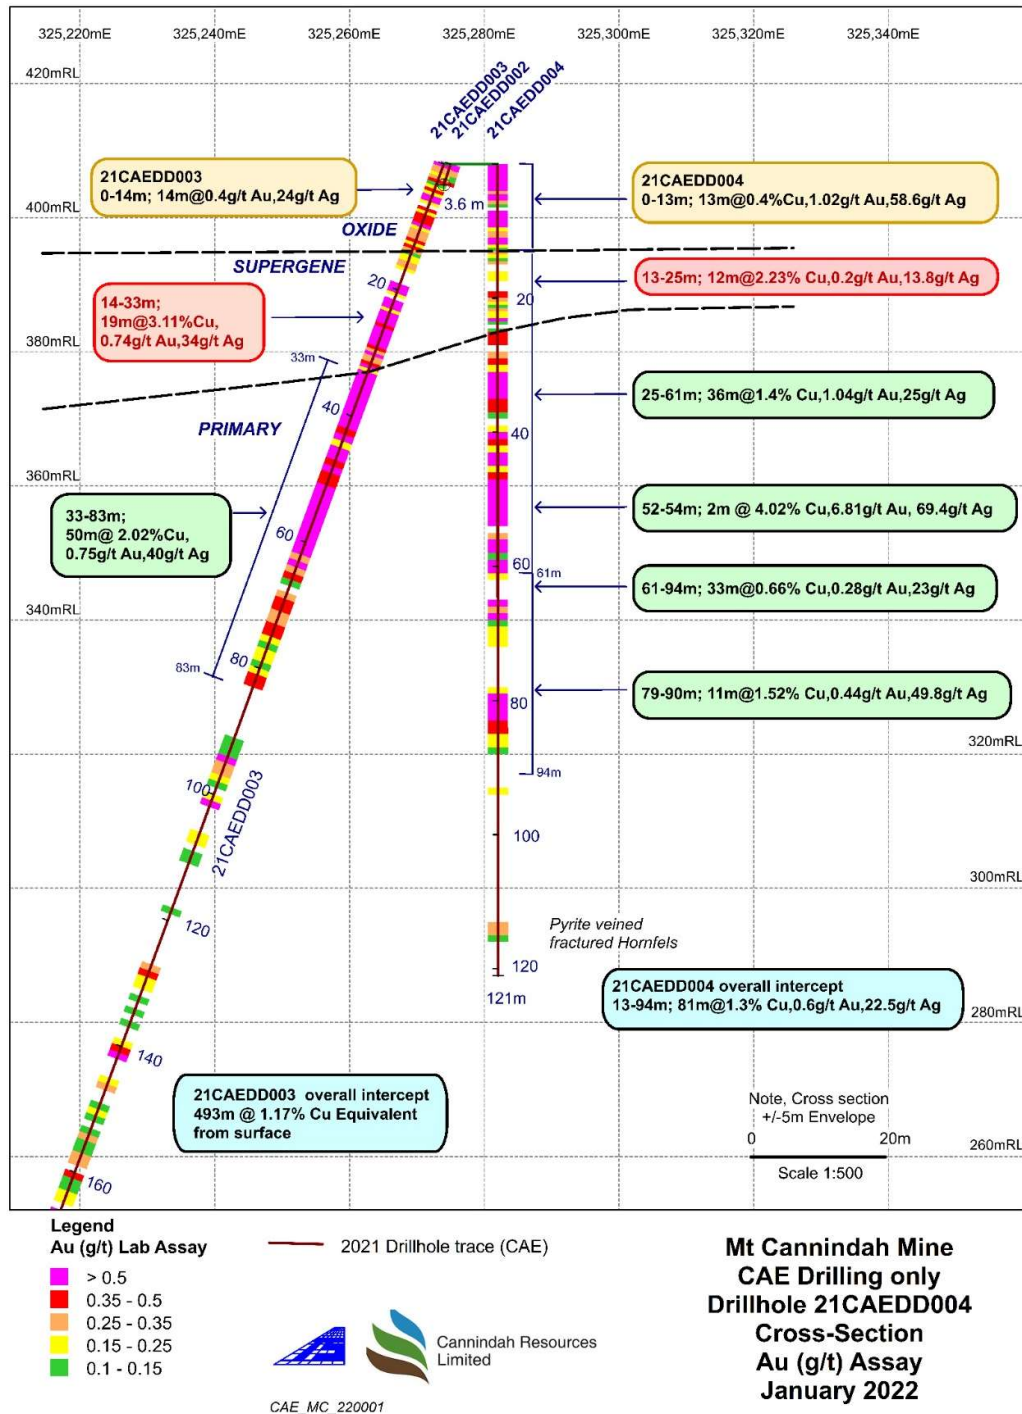 325,220mE 325,240mE 325,260mE 325,280mE 325,300mE 325,320mE 325,340mE
420mRL
21CAEDD003
21CAEDD002
21CAEDD004
21CAEDD003
0-14m; 14m@0.4g/t Au,24g/t Ag
3.6 m
21CAEDD004
0-13m; 13m@0.4%Cu,1.02g/t Au,58.6g/t Ag
400mRL
OXIDE
SUPERGENE
13-25m; 12m@2.23% Cu,0.2g/t Au,13.8g/t Ag
20
20
14-33m;
19m@3.11%Cu,
0.74g/t Au,34g/t Ag
380mRL
33m
25-61m; 36m@1.4% Cu,1.04g/t Au,25g/t Ag
40
PRIMARY
40
360mRL
33-83m;
50m@ 2.02%Cu,
0.75g/t Au,40g/t Ag
52-54m; 2m @ 4.02% Cu,6.81g/t Au, 69.4g/t Ag
60
60
61m
61-94m; 33m@0.66% Cu,0.28g/t Au,23g/t Ag
340mRL
83m
80
79-90m; 11m@1.52% Cu,0.44g/t Au,49.8g/t Ag
80
320mRL
94m
100
21CAEDD003
100
300mRL
120
Pyrite veined
fractured Hornfels
120
121m
21CAEDD004 overall intercept
13-94m; 81m@1.3% Cu,0.6g/t Au,22.5g/t Ag
280mRL
140
21CAEDD003 overall intercept
493m @ 1.17% Cu Equivalent
from surface
Note, Cross section
+/-5m Envelope
0 20m
260mRL
Scale 1:500
160
Legend
Au (g/t) Lab Assay
> 0.5
0.35 - 0.5
0.25 - 0.35
0.15 - 0.25
0.1 - 0.15
2021 Drillhole trace (CAE)
Cannindah Resources
Limited
CAE_MC_220001
Mt Cannindah Mine
CAE Drilling only
Drillhole 21CAEDD004
Cross-Section
Au (g/t) Assay
January 2022